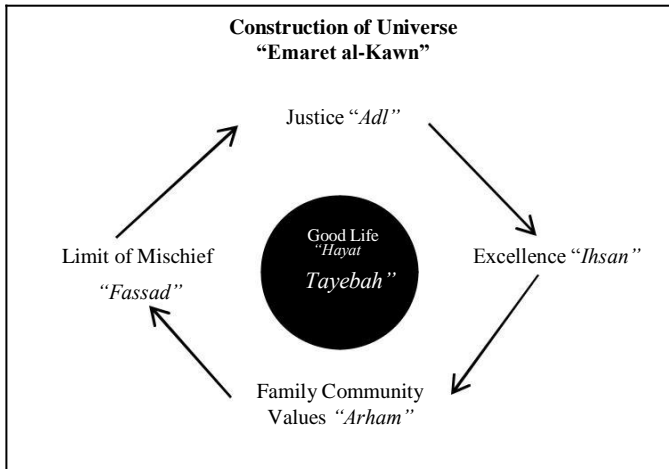 Construction of Universe
“Emaret al-Kawn”
Justice “Adl”
Limit of Mischief
“Fassad”
Good Life
“Hayat
Tayebah”
Excellence “Ihsan”
Family Community
Values “Arham”